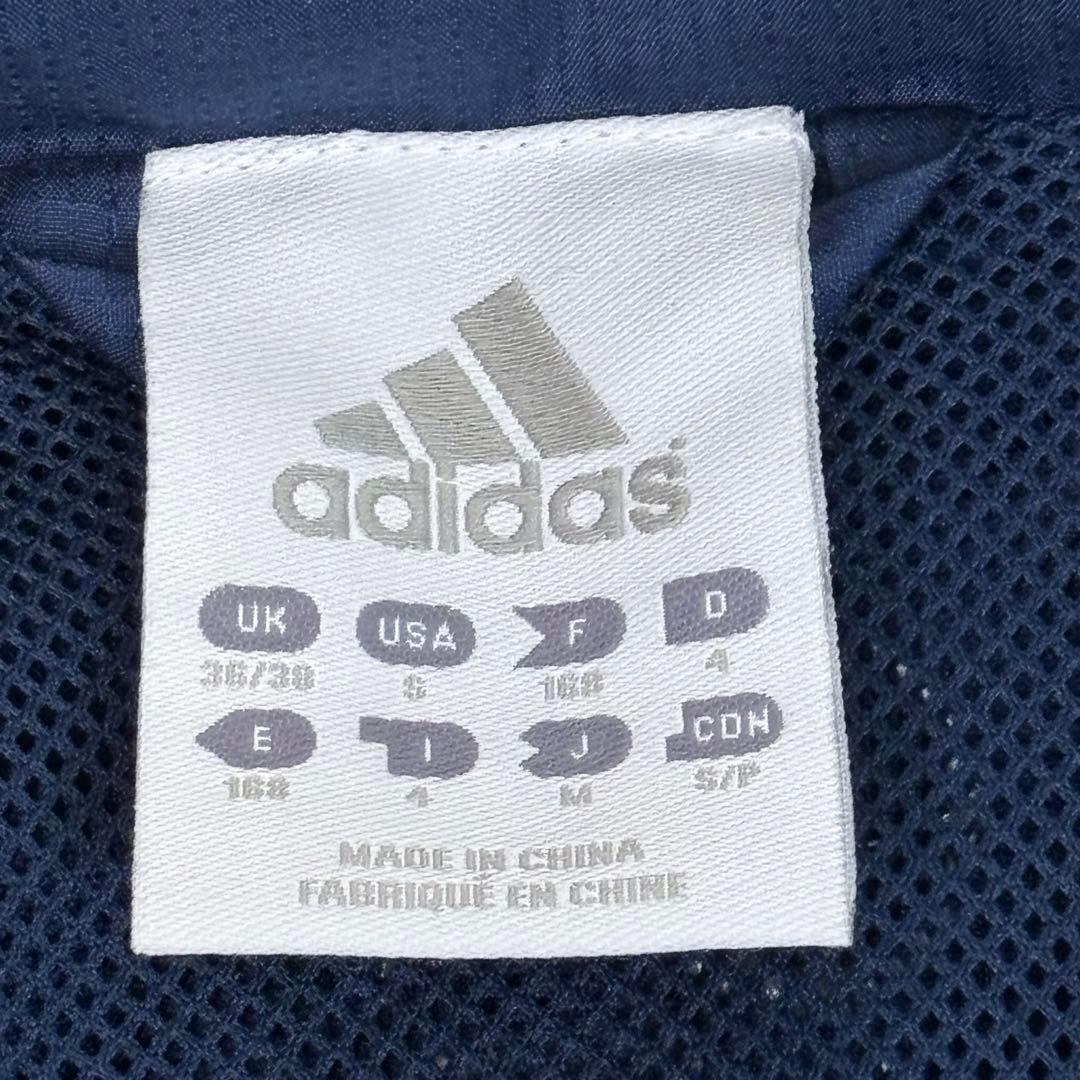 adidas
UK USA F D
36/38 S 168 4
E I J CDN
168 4 M S/P
MADE IN CHINA
FABRIQUÉ EN CHINE